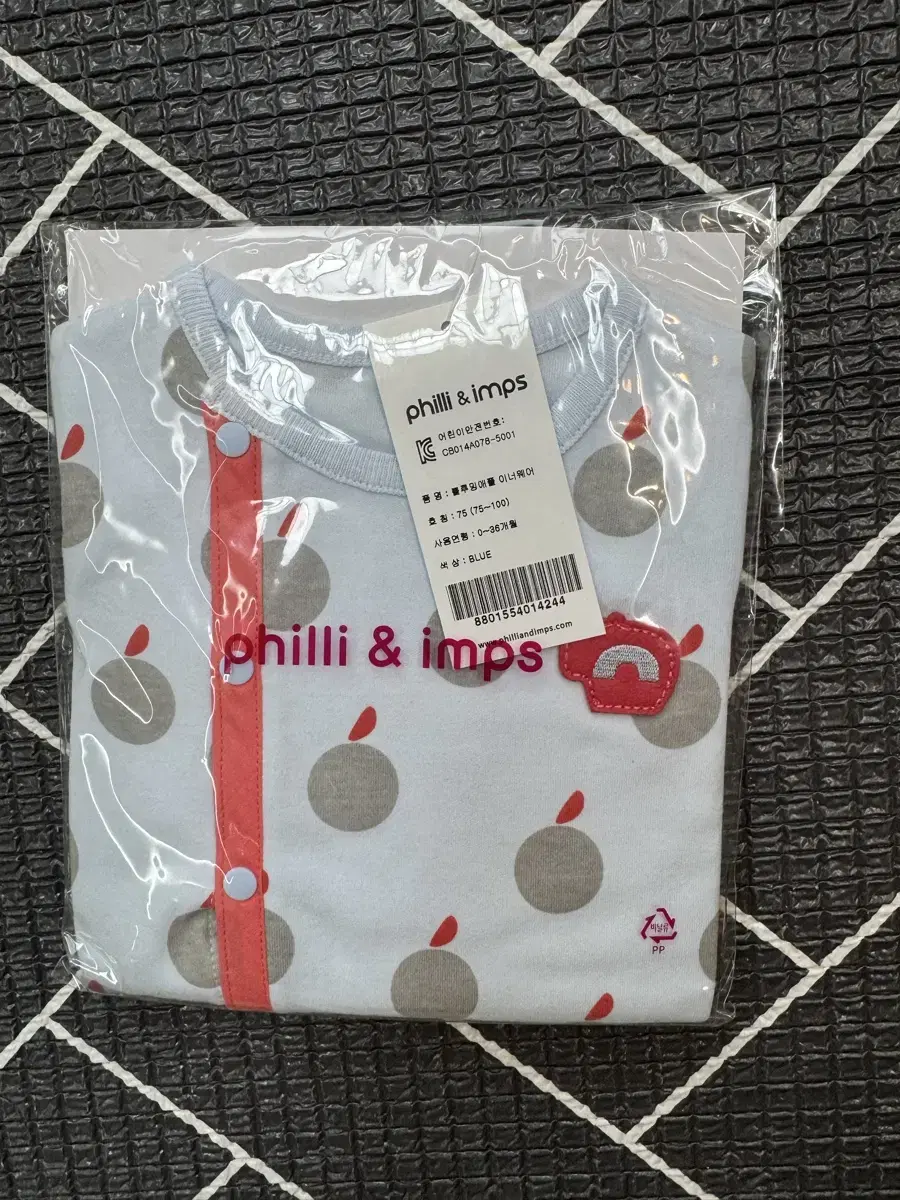 philli & imps
어린이안전번호:
CB014A078-5001
품 명 : 블루밍애플 이너웨어
호 칭 : 75 (75~100)
사용연령 : 0~36개월
색 상 : BLUE
8801554014244
www.philliandimps.com
philli & imps
비닐류
PP